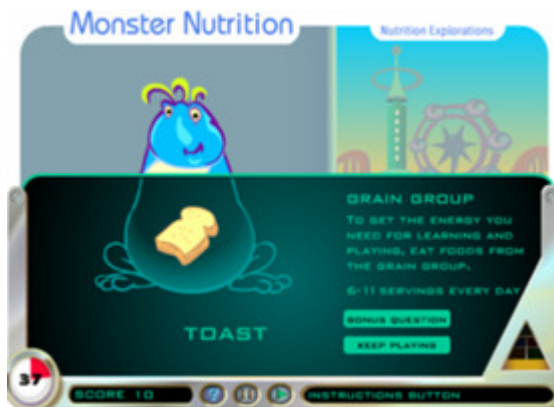 Monster Nutrition
Nutrition Explorations
GRAIN GROUP
TO GET THE ENERGY YOU
NEED FOR LEARNING AND
PLAYING, EAT FOODS FROM
THE GRAIN GROUP.
6-11 SERVINGS EVERY DAY
TOAST
BONUS QUESTION
KEEP PLAYING
37
SCORE 10
?
INSTRUCTIONS BUTTON